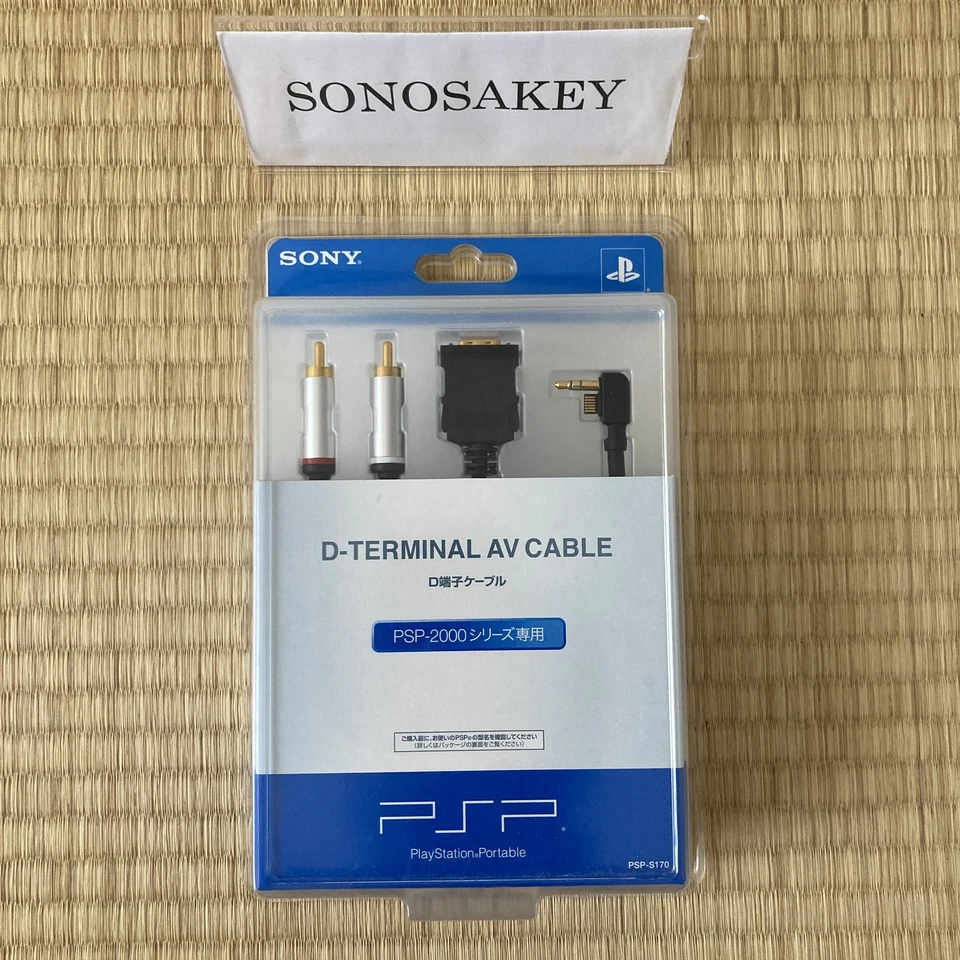 SONOSAKEY
SONY®
D-TERMINAL AV CABLE
D端子ケーブル
PSP-2000シリーズ専用
ご購入前に、お使いのPSP®の型名を確認してください
(詳しくはパッケージの裏面をご覧ください)
PSP®
PlayStation®Portable
PSP-S170